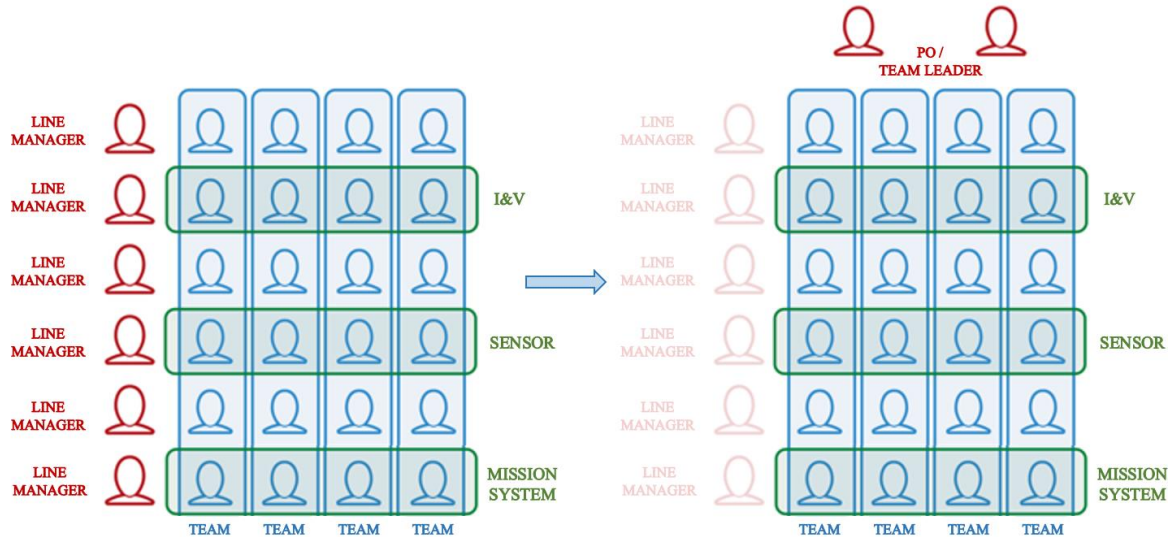 PO /
TEAM LEADER
LINE
MANAGER
LINE
MANAGER
I&V
LINE
MANAGER
LINE
MANAGER
SENSOR
LINE
MANAGER
LINE
MANAGER
MISSION
SYSTEM
TEAM TEAM TEAM TEAM
LINE
MANAGER
LINE
MANAGER
I&V
LINE
MANAGER
LINE
MANAGER
SENSOR
LINE
MANAGER
LINE
MANAGER
MISSION
SYSTEM
TEAM TEAM TEAM TEAM